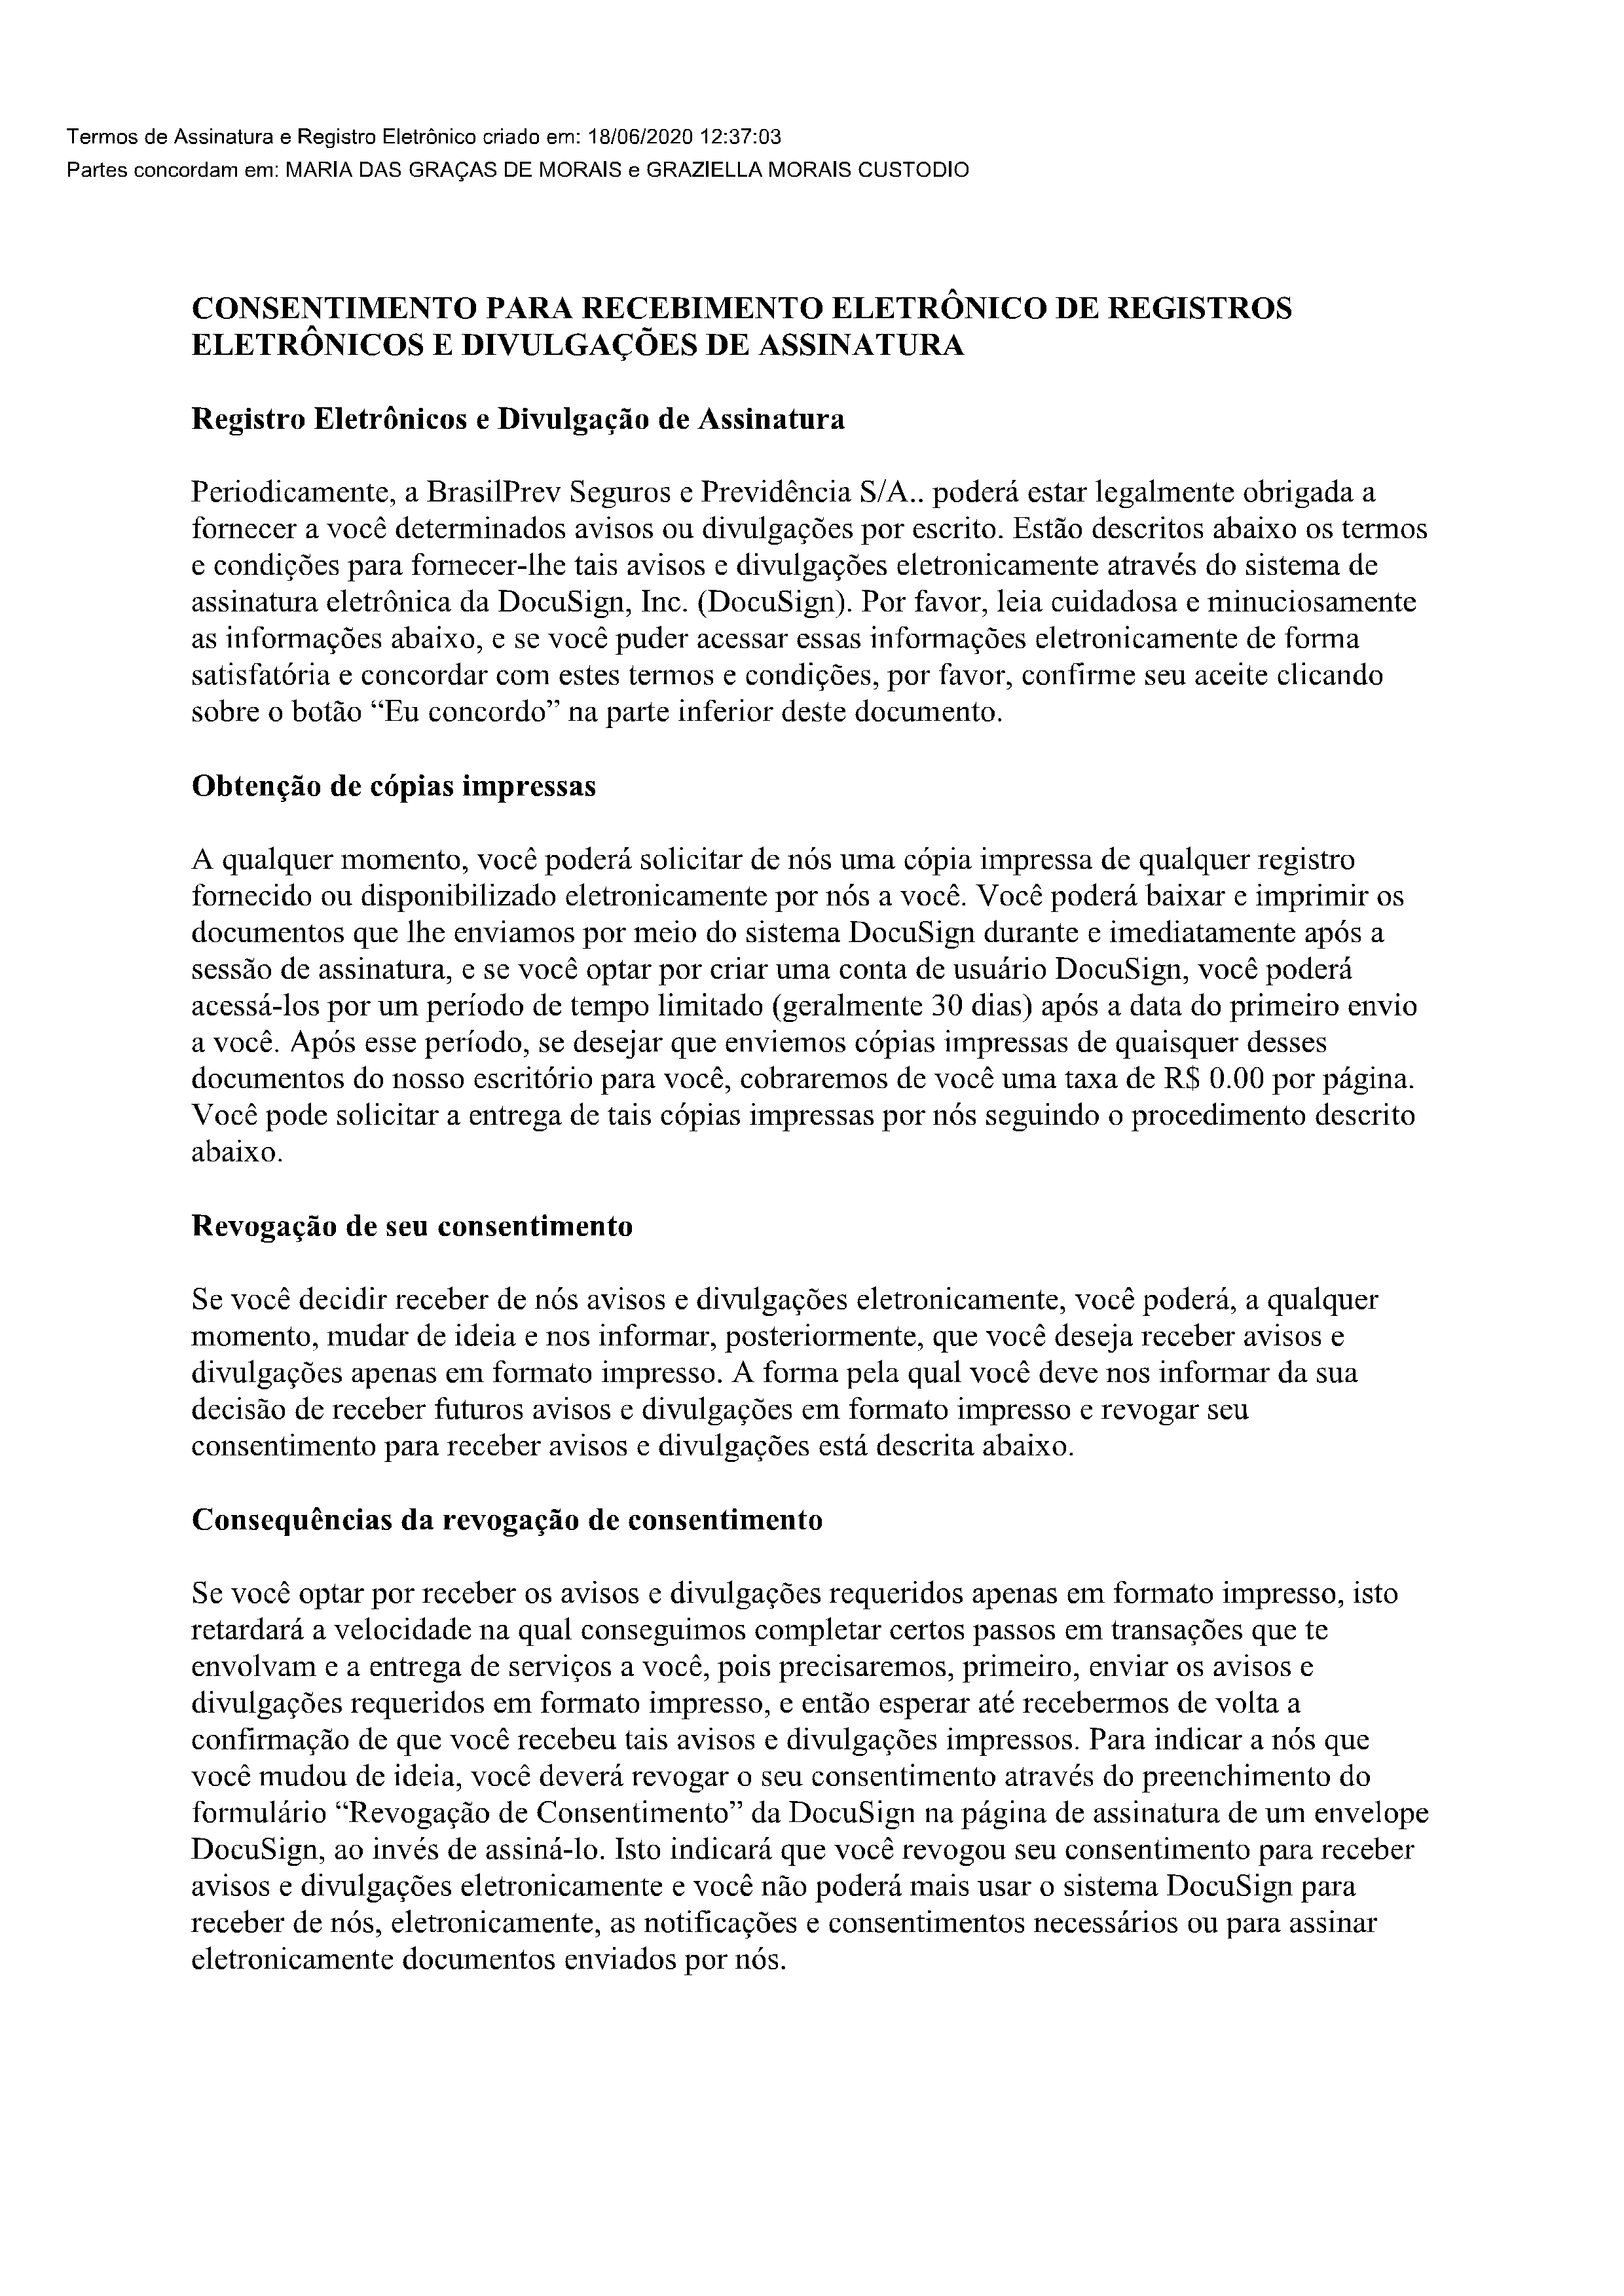 Termos de Assinatura e Registro Eletrônico criado em: 18/06/2020 12:37:03
Partes concordam em: MARIA DAS GRAÇAS DE MORAIS e GRAZIELLA MORAIS CUSTODIO
CONSENTIMENTO PARA RECEBIMENTO ELETRÔNICO DE REGISTROS
ELETRÔNICOS E DIVULGAÇÕES DE ASSINATURA
Registro Eletrônicos e Divulgação de Assinatura
Periodicamente, a BrasilPrev Seguros e Previdência S/A.. poderá estar legalmente obrigada a
fornecer a você determinados avisos ou divulgações por escrito. Estão descritos abaixo os termos
e condições para fornecer-lhe tais avisos e divulgações eletronicamente através do sistema de
assinatura eletrônica da DocuSign, Inc. (DocuSign). Por favor, leia cuidadosa e minuciosamente
as informações abaixo, e se você puder acessar essas informações eletronicamente de forma
satisfatória e concordar com estes termos e condições, por favor, confirme seu aceite clicando
sobre o botão “Eu concordo” na parte inferior deste documento.
Obtenção de cópias impressas
A qualquer momento, você poderá solicitar de nós uma cópia impressa de qualquer registro
fornecido ou disponibilizado eletronicamente por nós a você. Você poderá baixar e imprimir os
documentos que lhe enviamos por meio do sistema DocuSign durante e imediatamente após a
sessão de assinatura, e se você optar por criar uma conta de usuário DocuSign, você poderá
acessá-los por um período de tempo limitado (geralmente 30 dias) após a data do primeiro envio
a você. Após esse período, se desejar que enviemos cópias impressas de quaisquer desses
documentos do nosso escritório para você, cobraremos de você uma taxa de R$ 0.00 por página.
Você pode solicitar a entrega de tais cópias impressas por nós seguindo o procedimento descrito
abaixo.
Revogação de seu consentimento
Se você decidir receber de nós avisos e divulgações eletronicamente, você poderá, a qualquer
momento, mudar de ideia e nos informar, posteriormente, que você deseja receber avisos e
divulgações apenas em formato impresso. A forma pela qual você deve nos informar da sua
decisão de receber futuros avisos e divulgações em formato impresso e revogar seu
consentimento para receber avisos e divulgações está descrita abaixo.
Consequências da revogação de consentimento
Se você optar por receber os avisos e divulgações requeridos apenas em formato impresso, isto
retardará a velocidade na qual conseguimos completar certos passos em transações que te
envolvam e a entrega de serviços a você, pois precisaremos, primeiro, enviar os avisos e
divulgações requeridos em formato impresso, e então esperar até recebermos de volta a
confirmação de que você recebeu tais avisos e divulgações impressos. Para indicar a nós que
você mudou de ideia, você deverá revogar o seu consentimento através do preenchimento do
formulário “Revogação de Consentimento” da DocuSign na página de assinatura de um envelope
DocuSign, ao invés de assiná-lo. Isto indicará que você revogou seu consentimento para receber
avisos e divulgações eletronicamente e você não poderá mais usar o sistema DocuSign para
receber de nós, eletronicamente, as notificações e consentimentos necessários ou para assinar
eletronicamente documentos enviados por nós.